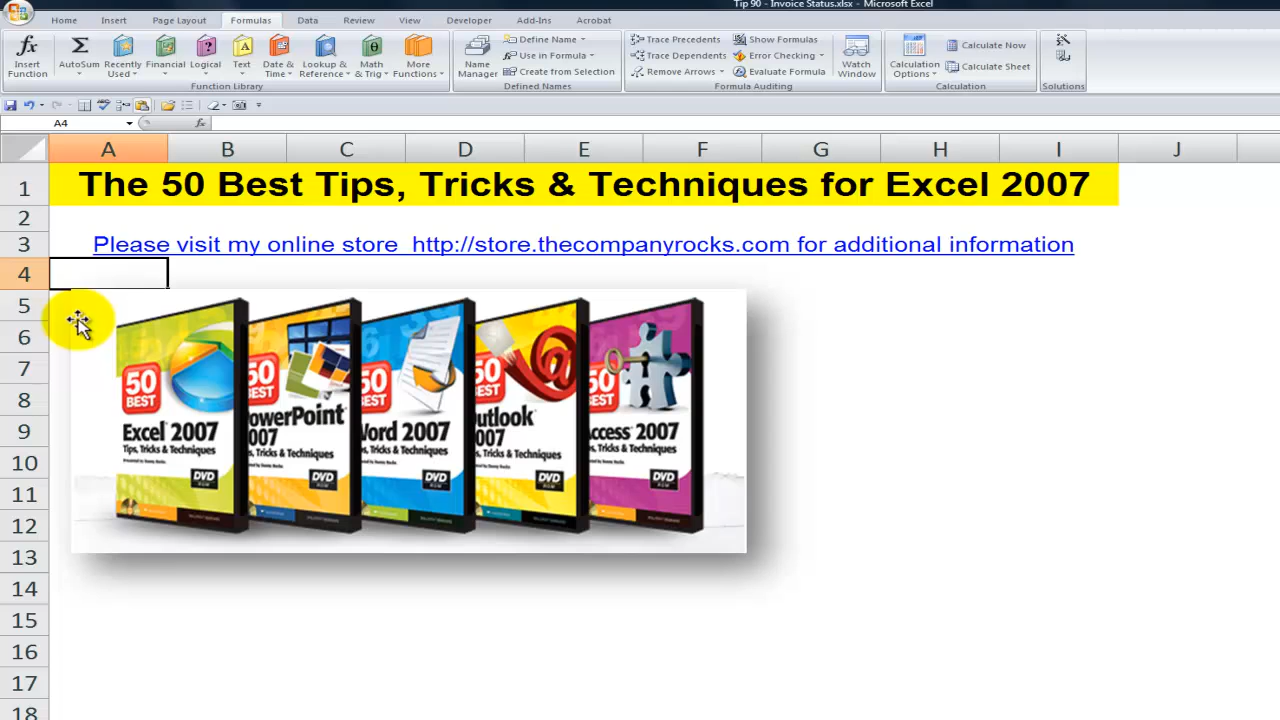 Tip 90 - Invoice Status.xlsx - Microsoft Excel
Home Insert Page Layout Formulas Data Review View Developer Add-Ins Acrobat
fx Insert Function
Σ AutoSum
Recently Used
Financial
Logical
Text
Date & Time
Lookup & Reference
Math & Trig
More Functions
Function Library
Name Manager
Define Name
Use in Formula
Create from Selection
Defined Names
Trace Precedents
Trace Dependents
Remove Arrows
Show Formulas
Error Checking
Evaluate Formula
Watch Window
Formula Auditing
Calculation Options
Calculate Now
Calculate Sheet
Calculation
Solutions
A4 fx
A B C D E F G H I J
1 The 50 Best Tips, Tricks & Techniques for Excel 2007
2
3 Please visit my online store http://store.thecompanyrocks.com for additional information
4
5
6
7
8
9
10
11
12
13
14
15
16
17
18
50 BEST
Excel 2007
Tips, Tricks & Techniques
DVD
50 BEST
PowerPoint
2007
Tricks & Techniques
DVD
50 BEST
Word 2007
Tips, Tricks & Techniques
DVD
50 BEST
2007
Tricks & Techniques
DVD
50 BEST
2007
Tricks & Techniques
DVD